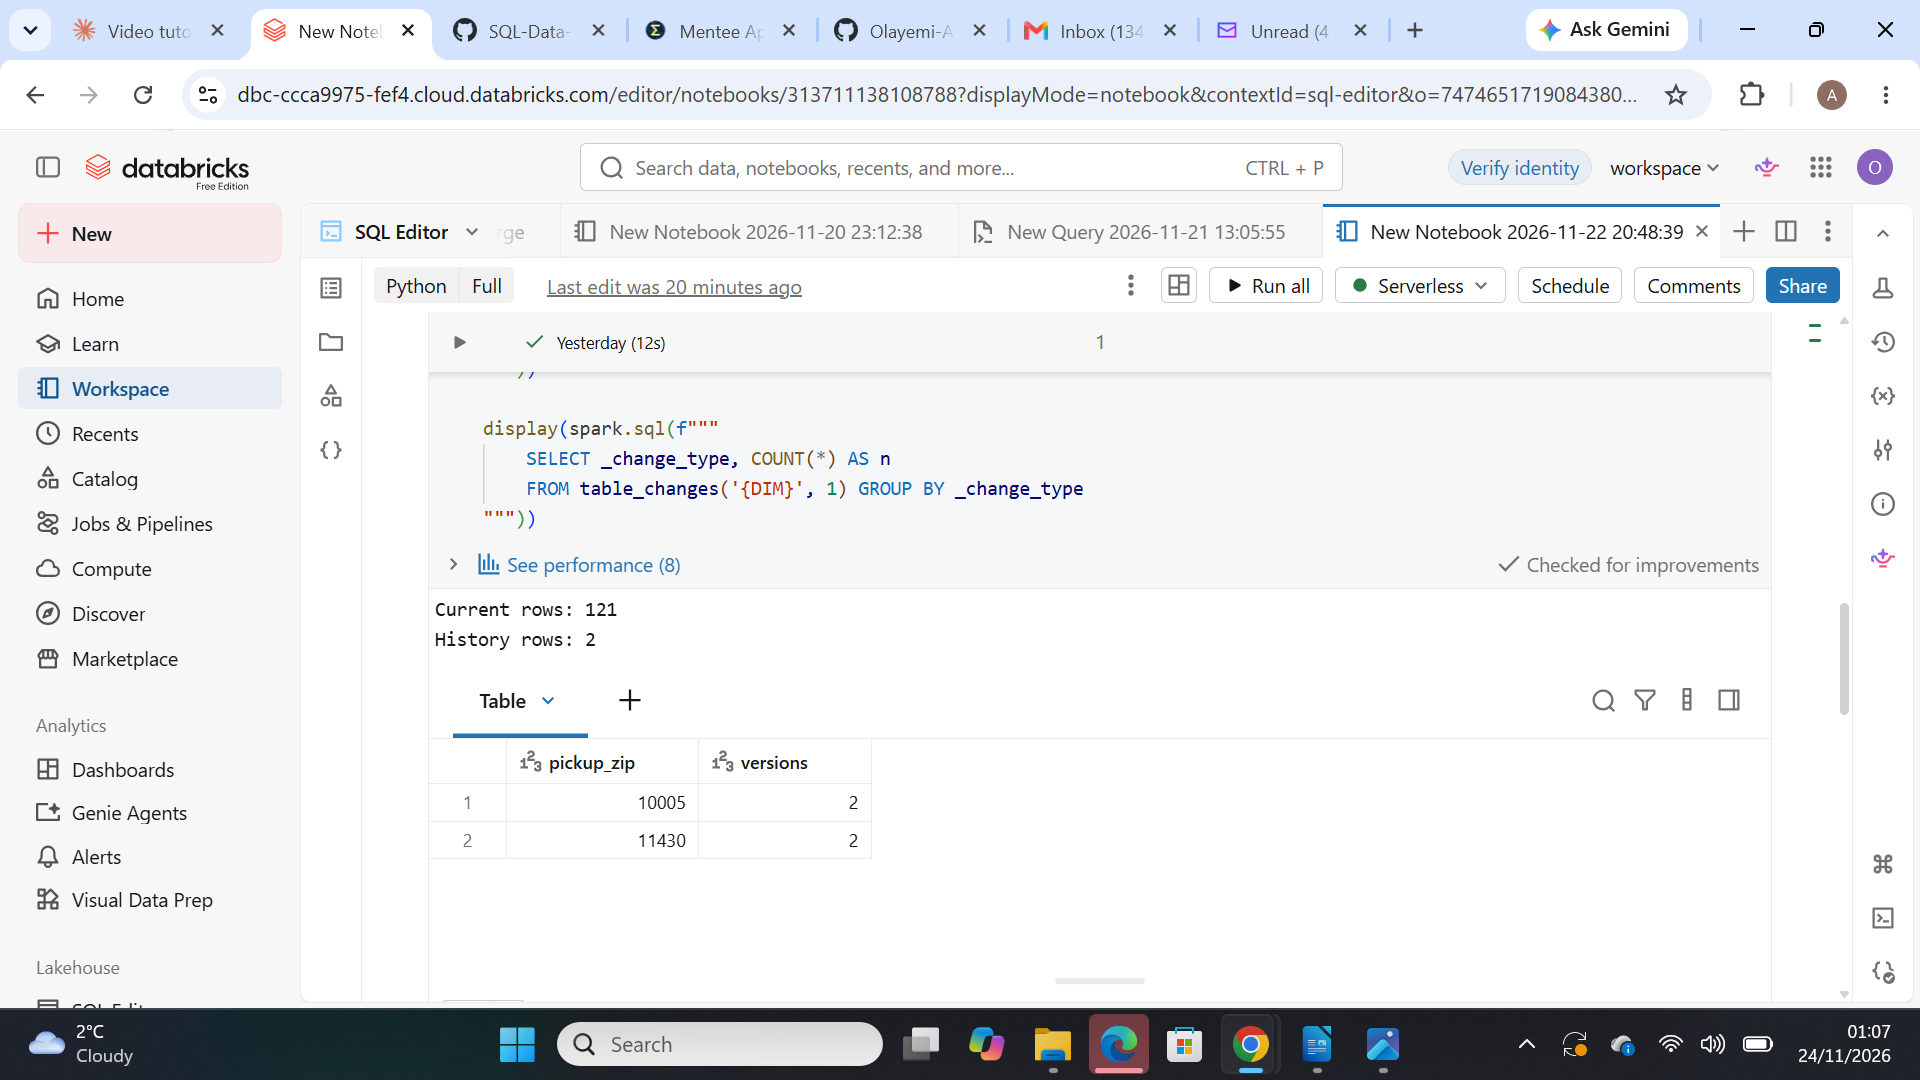 Video tuto
New Notel
SQL-Data-
Mentee Ap
Olayemi-A
Inbox (134
Unread (4
Ask Gemini
dbc-ccca9975-fef4.cloud.databricks.com/editor/notebooks/313711138108788?displayMode=notebook&contextId=sql-editor&o=7474651719084380...
A
databricks
Free Edition
Search data, notebooks, recents, and more...
CTRL + P
Verify identity
workspace
O
New
SQL Editor
rge
New Notebook 2026-11-20 23:12:38
New Query 2026-11-21 13:05:55
New Notebook 2026-11-22 20:48:39
Python
Full
Last edit was 20 minutes ago
Run all
Serverless
Schedule
Comments
Share
Home
Learn
Workspace
Recents
Catalog
Jobs & Pipelines
Compute
Discover
Marketplace
Analytics
Dashboards
Genie Agents
Alerts
Visual Data Prep
Lakehouse
Yesterday (12s)
1
display(spark.sql(f"""
SELECT _change_type, COUNT(*) AS n
FROM table_changes('{DIM}', 1) GROUP BY _change_type
"""))
See performance (8)
Checked for improvements
Current rows: 121
History rows: 2
Table
pickup_zip
versions
1
10005
2
2
11430
2
2°C
Cloudy
Search
01:07
24/11/2026